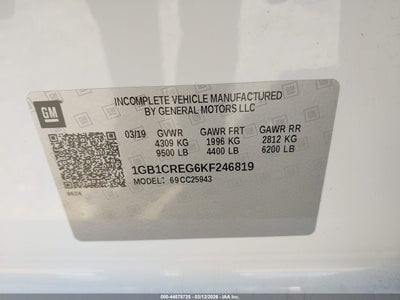 GM
INCOMPLETE VEHICLE MANUFACTURED
BY GENERAL MOTORS LLC
03/19 GVWR GAWR FRT GAWR RR
4309 KG 1996 KG 2812 KG
9500 LB 4400 LB 6200 LB
1GB1CREG6KF246819
MODEL: 69CC25943
8624
000-44678725 - 03/12/2026 - IAA, Inc.